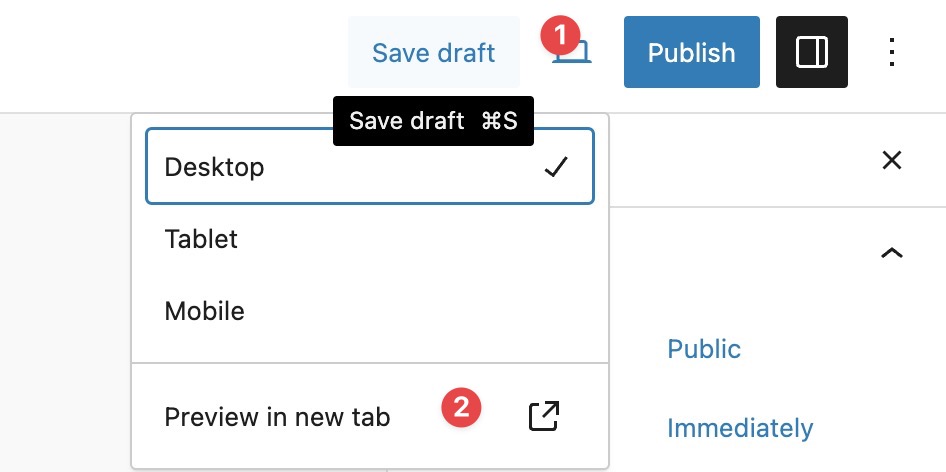 Save draft
1
Publish
Save draft ⌘S
Desktop
Tablet
Mobile
Public
Preview in new tab
2
Immediately